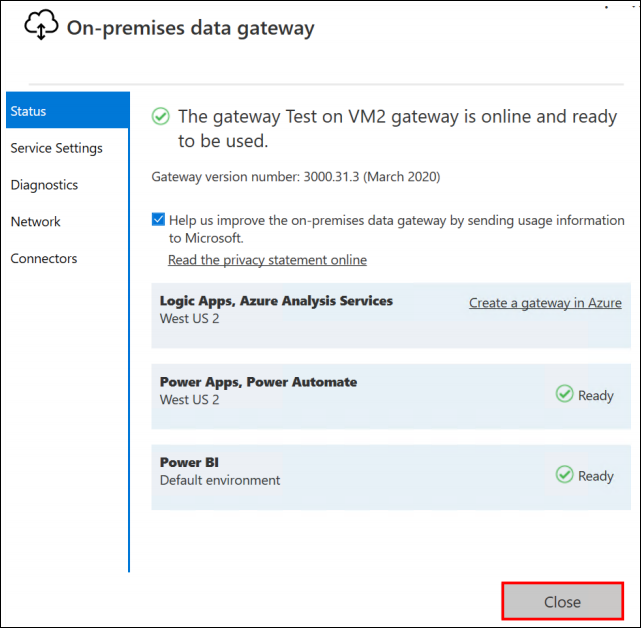 On-premises data gateway
Status
Service Settings
Diagnostics
Network
Connectors
The gateway Test on VM2 gateway is online and ready
to be used.
Gateway version number: 3000.31.3 (March 2020)
Help us improve the on-premises data gateway by sending usage information
to Microsoft.
Read the privacy statement online
Logic Apps, Azure Analysis Services
Create a gateway in Azure
West US 2
Power Apps, Power Automate
West US 2
Ready
Power BI
Default environment
Ready
Close